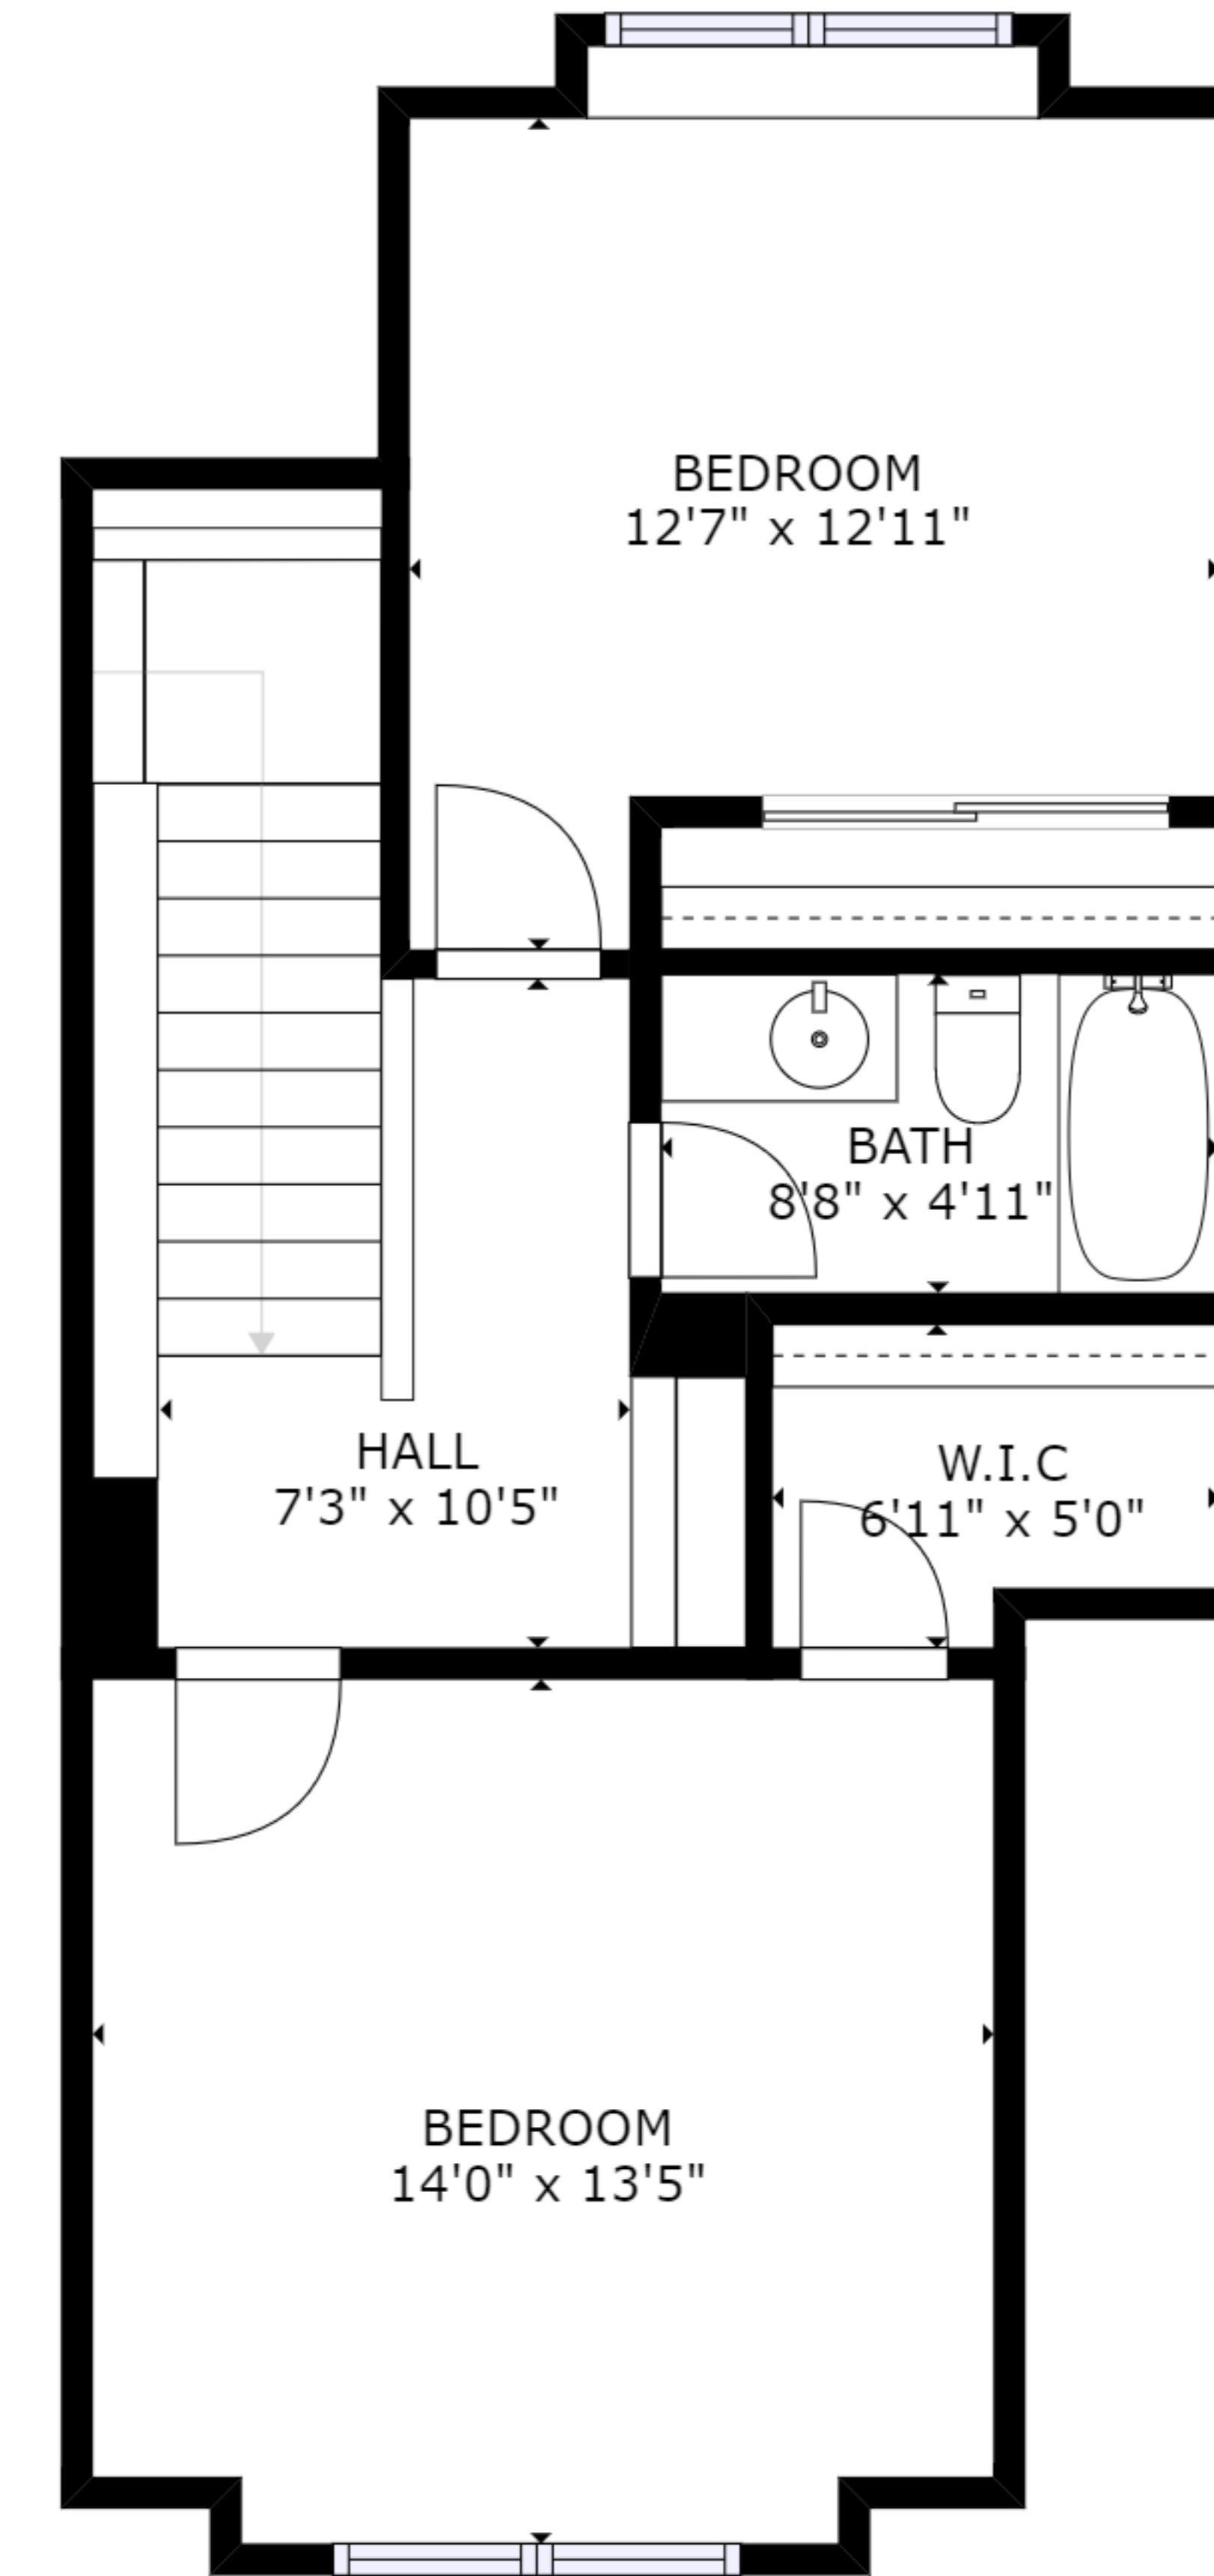 BEDROOM
12'7" x 12'11"
BATH
8'8" x 4'11"
HALL
7'3" x 10'5"
W.I.C
6'11" x 5'0"
BEDROOM
14'0" x 13'5"